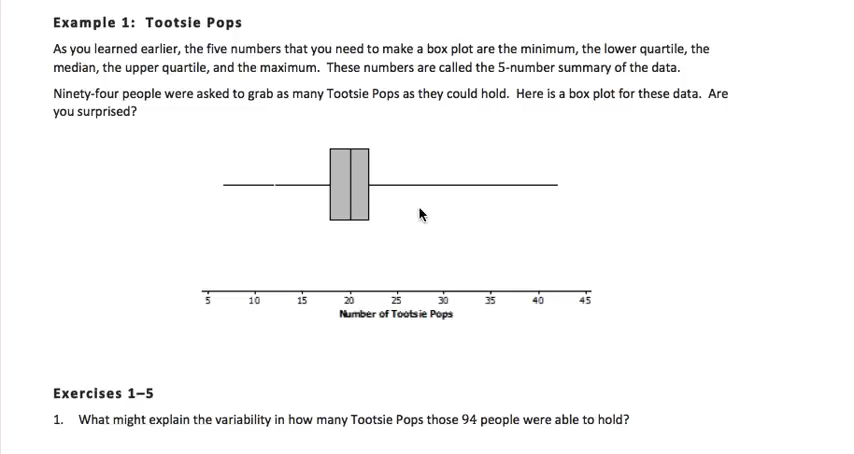 Example 1: Tootsie Pops
As you learned earlier, the five numbers that you need to make a box plot are the minimum, the lower quartile, the
median, the upper quartile, and the maximum. These numbers are called the 5-number summary of the data.
Ninety-four people were asked to grab as many Tootsie Pops as they could hold. Here is a box plot for these data. Are
you surprised?
5 10 15 20 25 30 35 40 45
Number of Tootsie Pops
Exercises 1–5
1. What might explain the variability in how many Tootsie Pops those 94 people were able to hold?